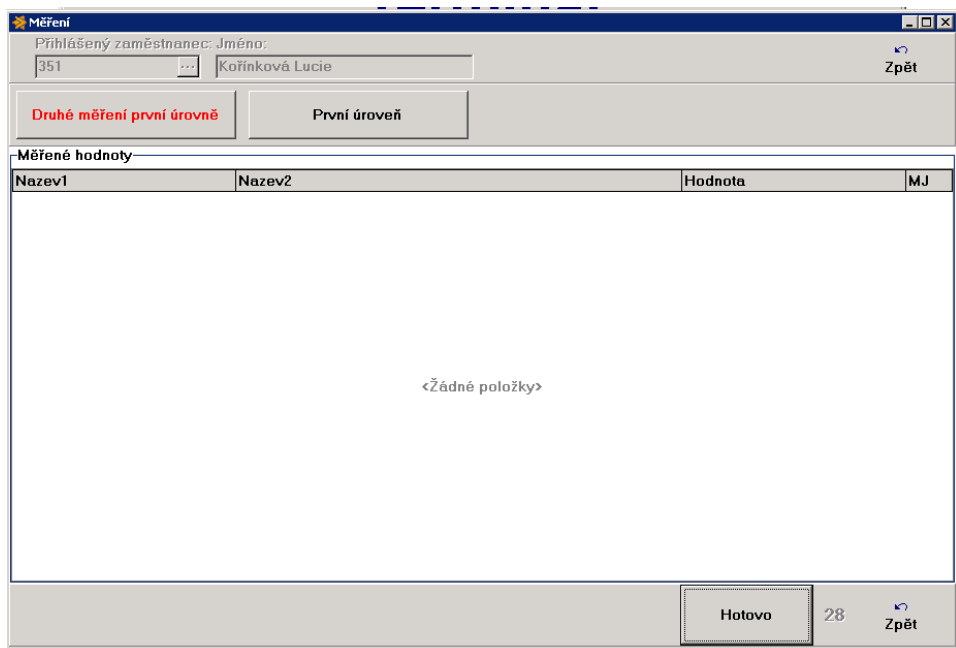 Měření
Přihlášený zaměstnanec: Jméno:
351 ... Kořínková Lucie
Zpět
Druhé měření první úrovně První úroveň
Měřené hodnoty
Nazev1 Nazev2 Hodnota MJ
<Žádné položky>
Hotovo 28 Zpět